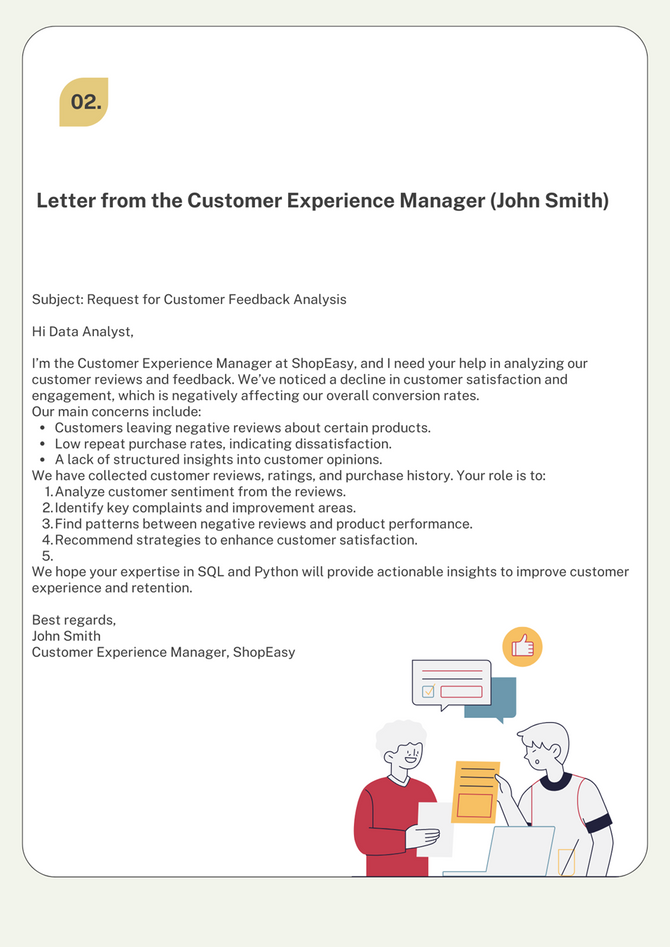 02.
Letter from the Customer Experience Manager (John Smith)
Subject: Request for Customer Feedback Analysis
Hi Data Analyst,
I’m the Customer Experience Manager at ShopEasy, and I need your help in analyzing our
customer reviews and feedback. We’ve noticed a decline in customer satisfaction and
engagement, which is negatively affecting our overall conversion rates.
Our main concerns include:
• Customers leaving negative reviews about certain products.
• Low repeat purchase rates, indicating dissatisfaction.
• A lack of structured insights into customer opinions.
We have collected customer reviews, ratings, and purchase history. Your role is to:
1. Analyze customer sentiment from the reviews.
2. Identify key complaints and improvement areas.
3. Find patterns between negative reviews and product performance.
4. Recommend strategies to enhance customer satisfaction.
5.
We hope your expertise in SQL and Python will provide actionable insights to improve customer
experience and retention.
Best regards,
John Smith
Customer Experience Manager, ShopEasy